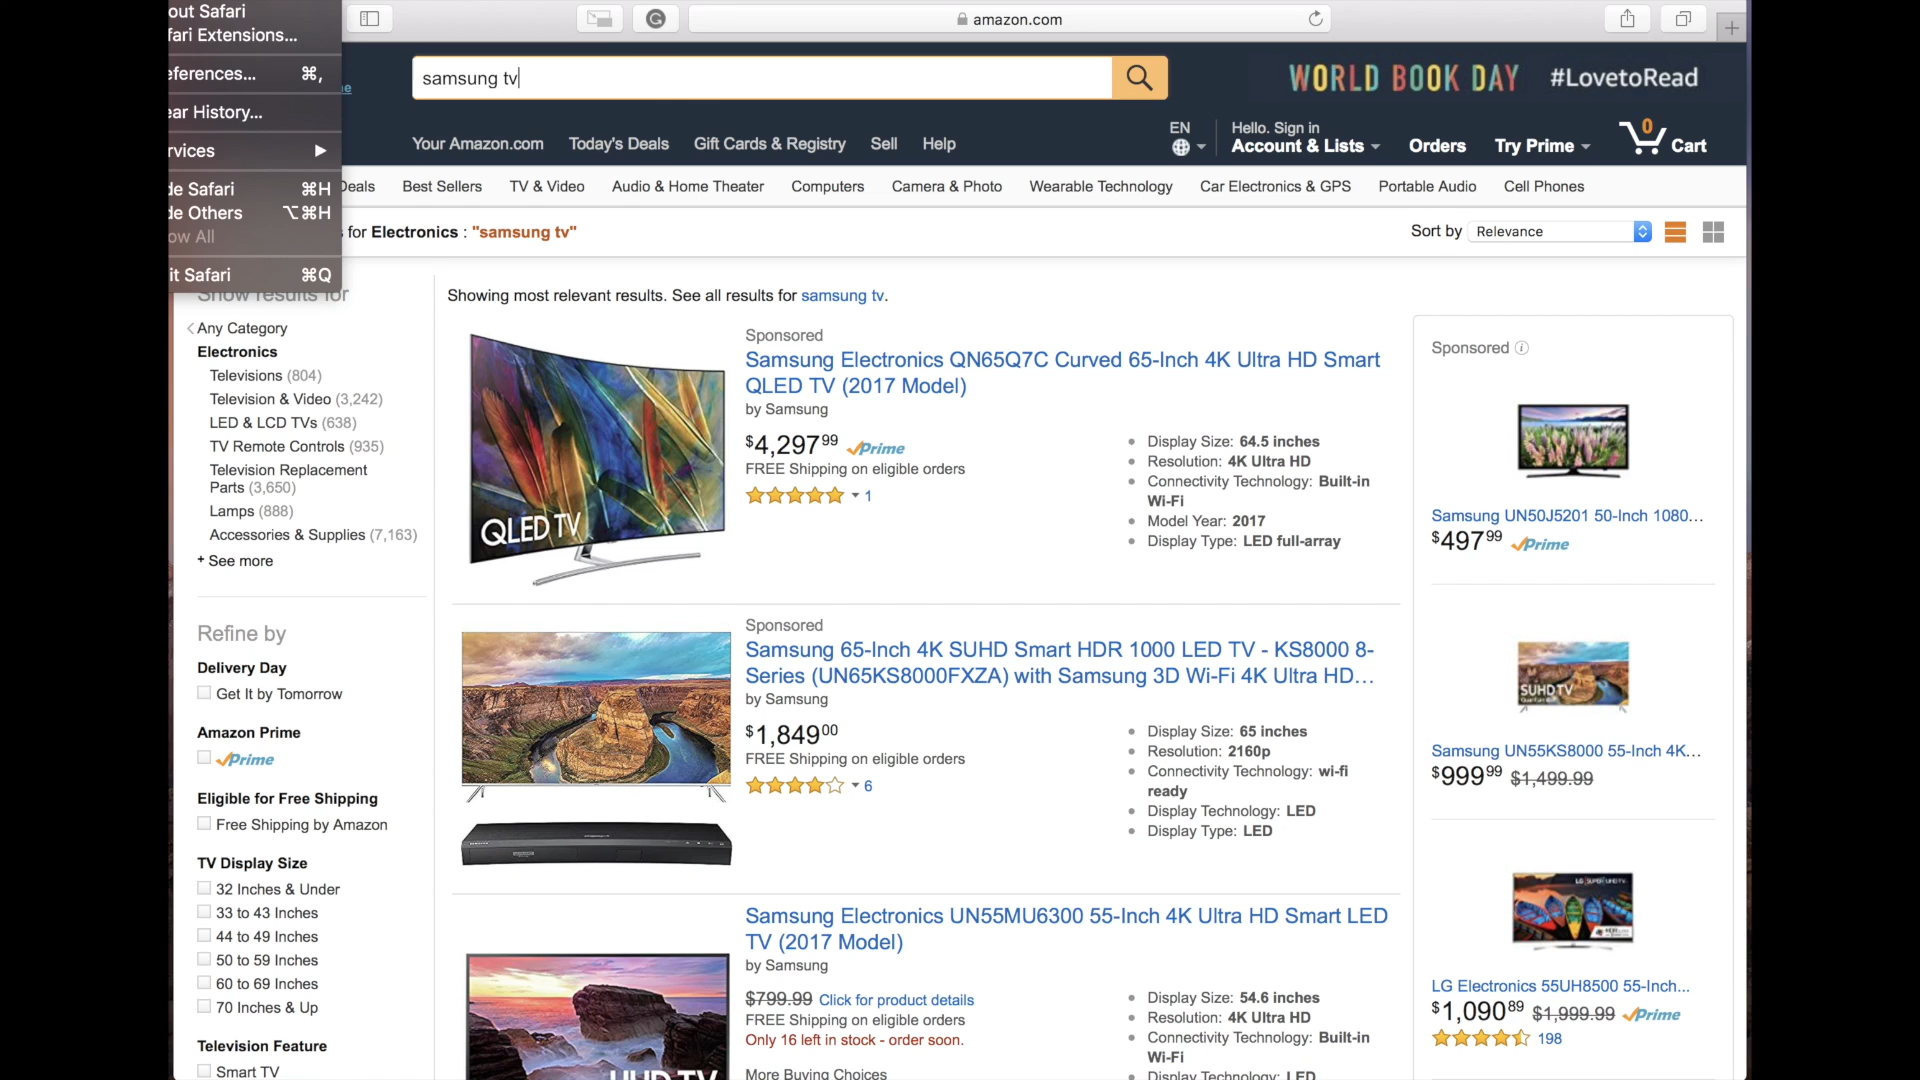 out Safari
fari Extensions...
eferences... ⌘,
ear History...
rvices ▶
de Safari ⌘H
de Others ⌥⌘H
ow All
it Safari ⌘Q
amazon.com
samsung tv
WORLD BOOK DAY #LovetoRead
Your Amazon.com Today's Deals Gift Cards & Registry Sell Help
EN
Hello. Sign in
Account & Lists
Orders
Try Prime
0
Cart
Deals Best Sellers TV & Video Audio & Home Theater Computers Camera & Photo Wearable Technology Car Electronics & GPS Portable Audio Cell Phones
for Electronics : "samsung tv"
Sort by Relevance
Show results for
Any Category
Electronics
Televisions (804)
Television & Video (3,242)
LED & LCD TVs (638)
TV Remote Controls (935)
Television Replacement
Parts (3,650)
Lamps (888)
Accessories & Supplies (7,163)
+ See more
Refine by
Delivery Day
Get It by Tomorrow
Amazon Prime
Prime
Eligible for Free Shipping
Free Shipping by Amazon
TV Display Size
32 Inches & Under
33 to 43 Inches
44 to 49 Inches
50 to 59 Inches
60 to 69 Inches
70 Inches & Up
Television Feature
Smart TV
Showing most relevant results. See all results for samsung tv.
QLED TV
Sponsored
Samsung Electronics QN65Q7C Curved 65-Inch 4K Ultra HD Smart
QLED TV (2017 Model)
by Samsung
$4,297 99 Prime
FREE Shipping on eligible orders
1
• Display Size: 64.5 inches
• Resolution: 4K Ultra HD
• Connectivity Technology: Built-in
Wi-Fi
• Model Year: 2017
• Display Type: LED full-array
Sponsored
Samsung 65-Inch 4K SUHD Smart HDR 1000 LED TV - KS8000 8-
Series (UN65KS8000FXZA) with Samsung 3D Wi-Fi 4K Ultra HD...
by Samsung
$1,849 00
FREE Shipping on eligible orders
6
• Display Size: 65 inches
• Resolution: 2160p
• Connectivity Technology: wi-fi
ready
• Display Technology: LED
• Display Type: LED
Samsung Electronics UN55MU6300 55-Inch 4K Ultra HD Smart LED
TV (2017 Model)
by Samsung
$799.99 Click for product details
FREE Shipping on eligible orders
Only 16 left in stock - order soon.
More Buying Choices
UHD TV
• Display Size: 54.6 inches
• Resolution: 4K Ultra HD
• Connectivity Technology: Built-in
Wi-Fi
• Display Technology: LED
Sponsored
Samsung UN50J5201 50-Inch 1080...
$497 99 Prime
SUHD TV
Samsung UN55KS8000 55-Inch 4K...
$999 99 $1,499.99
LG Electronics 55UH8500 55-Inch...
$1,090 89 $1,999.99 Prime
198